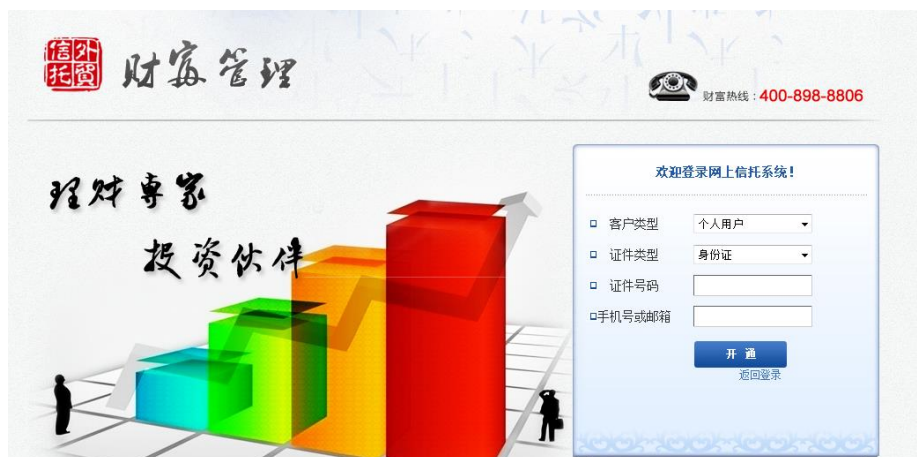 外貿信托
财富管理
财富热线：400-898-8806
理财專家
投资伙伴
欢迎登录网上信托系统！
客户类型 个人用户
证件类型 身份证
证件号码
手机号或邮箱
开 通
返回登录